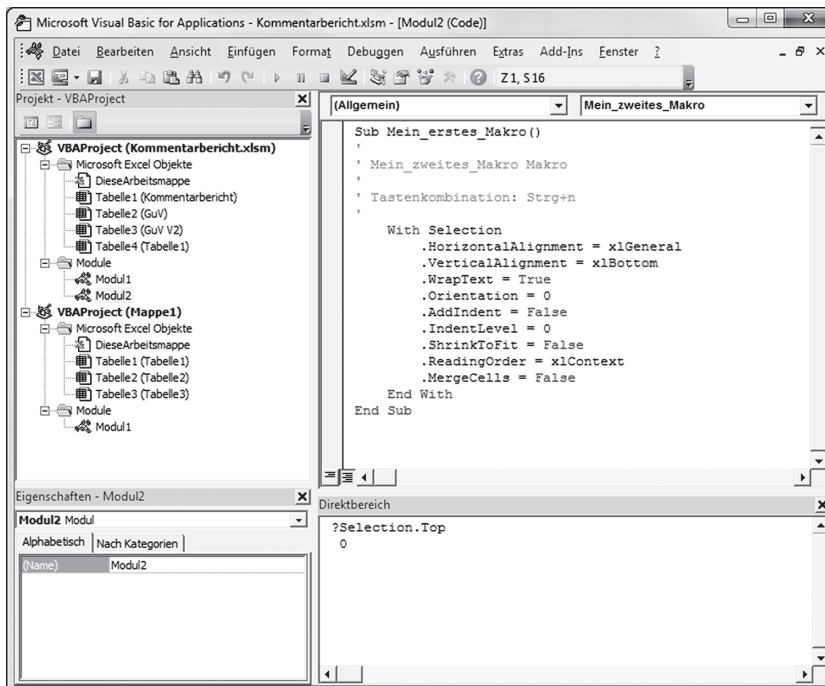 Microsoft Visual Basic for Applications - Kommentarbericht.xlsm - [Modul2 (Code)]
Datei Bearbeiten Ansicht Einfügen Format Debuggen Ausführen Extras Add-Ins Fenster ?
Z 1, S 16
Projekt - VBAProject
VBAProject (Kommentarbericht.xlsm)
Microsoft Excel Objekte
DieseArbeitsmappe
Tabelle1 (Kommentarbericht)
Tabelle2 (GuV)
Tabelle3 (GuV V2)
Tabelle4 (Tabelle1)
Module
Modul1
Modul2
VBAProject (Mappe1)
Microsoft Excel Objekte
DieseArbeitsmappe
Tabelle1 (Tabelle1)
Tabelle2 (Tabelle2)
Tabelle3 (Tabelle3)
Module
Modul1
Eigenschaften - Modul2
Modul2 Modul
Alphabetisch Nach Kategorien
(Name) Modul2
(Allgemein) Mein_zweites_Makro
Sub Mein_erstes_Makro()
'
' Mein_zweites_Makro Makro
'
' Tastenkombination: Strg+n
'
With Selection
.HorizontalAlignment = xlGeneral
.VerticalAlignment = xlBottom
.WrapText = True
.Orientation = 0
.AddIndent = False
.IndentLevel = 0
.ShrinkToFit = False
.ReadingOrder = xlContext
.MergeCells = False
End With
End Sub
Direktbereich
?Selection.Top
0